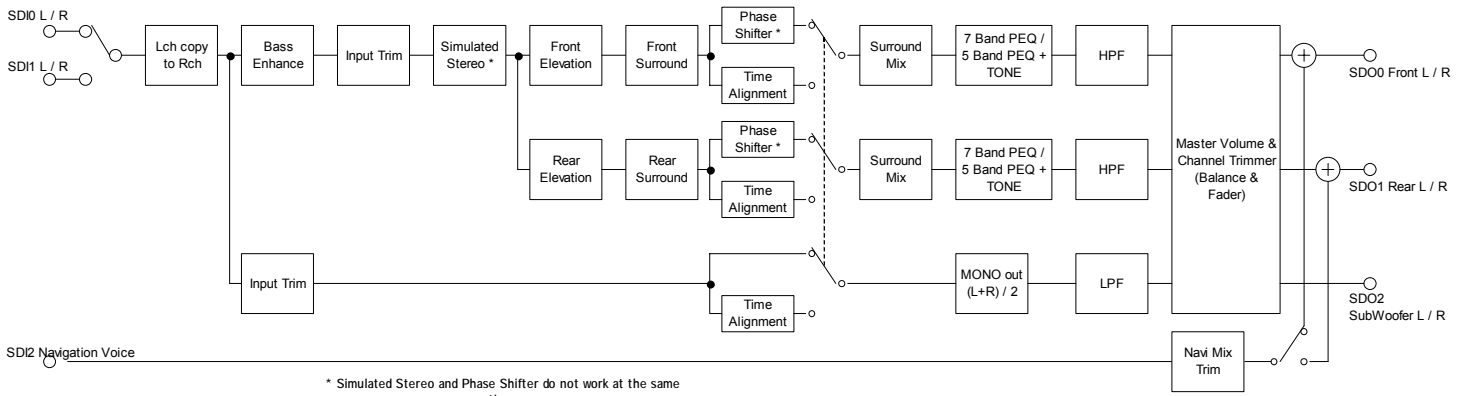 SDI0 L / R
SDI1 L / R
Lch copy
to Rch
Bass
Enhance
Input Trim
Simulated
Stereo *
Front
Elevation
Front
Surround
Phase
Shifter *
Time
Alignment
Surround
Mix
7 Band PEQ /
5 Band PEQ +
TONE
HPF
Rear
Elevation
Rear
Surround
Phase
Shifter *
Time
Alignment
Surround
Mix
7 Band PEQ /
5 Band PEQ +
TONE
HPF
Master Volume &
Channel Trimmer
(Balance &
Fader)
SDO0 Front L / R
SDO1 Rear L / R
Input Trim
Time
Alignment
MONO out
(L+R) / 2
LPF
SDO2
SubWoofer L / R
SDI2 Navigation Voice
Navi Mix
Trim
* Simulated Stereo and Phase Shifter do not work at the same